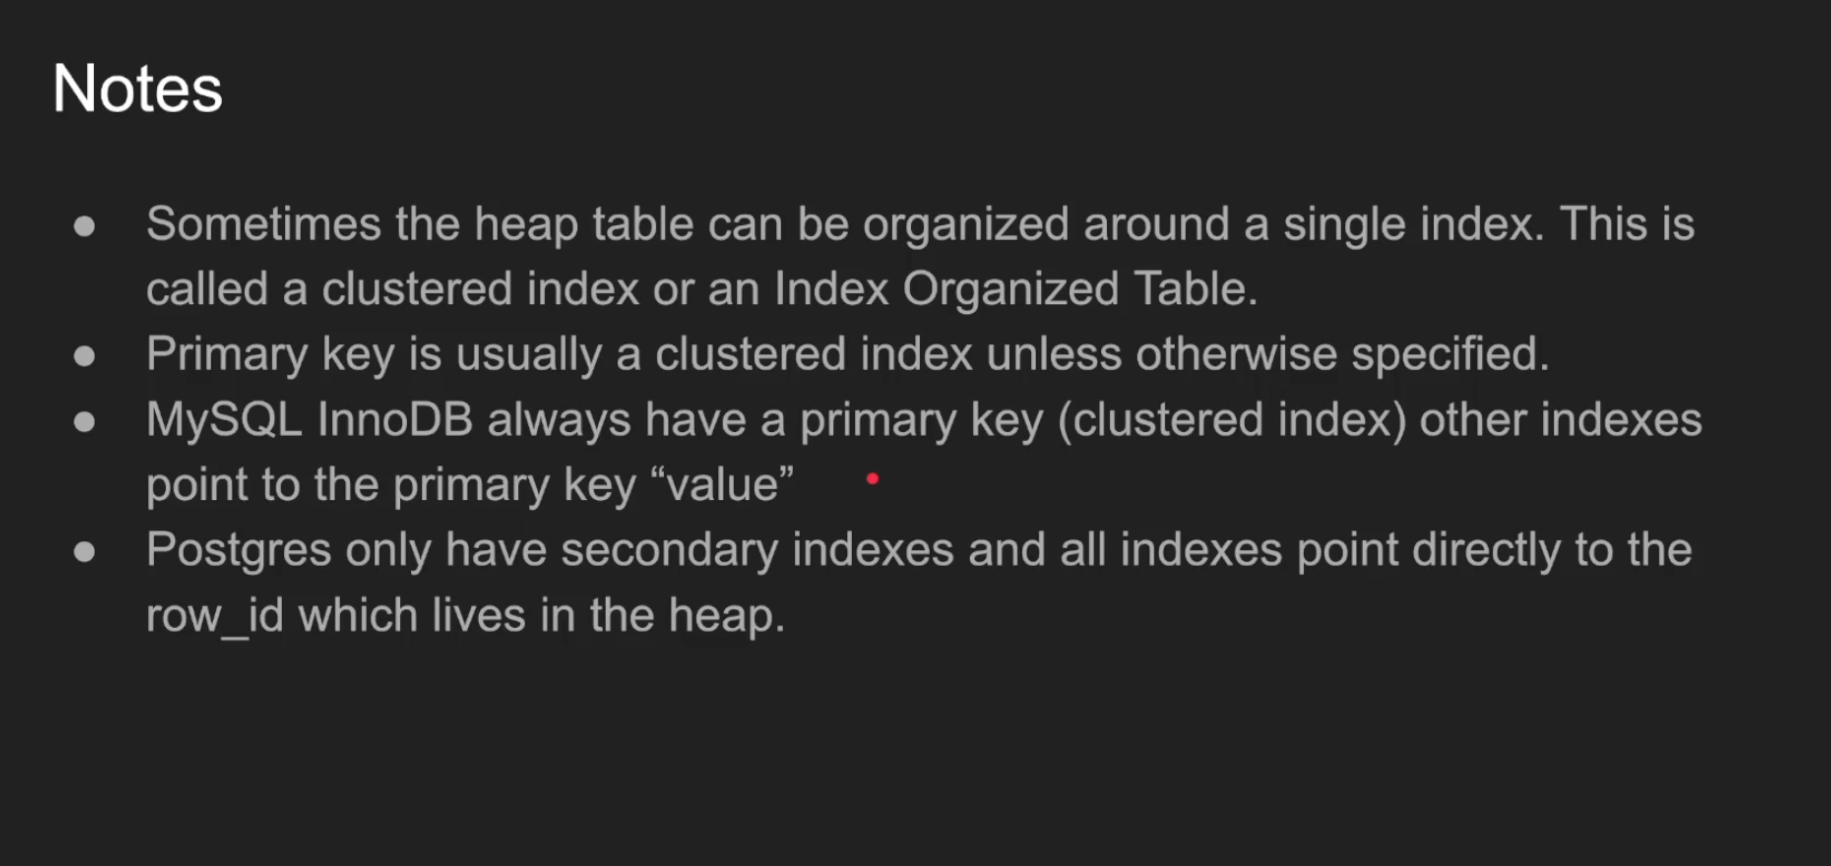 Notes
● Sometimes the heap table can be organized around a single index. This is
called a clustered index or an Index Organized Table.
● Primary key is usually a clustered index unless otherwise specified.
● MySQL InnoDB always have a primary key (clustered index) other indexes
point to the primary key “value”
● Postgres only have secondary indexes and all indexes point directly to the
row_id which lives in the heap.